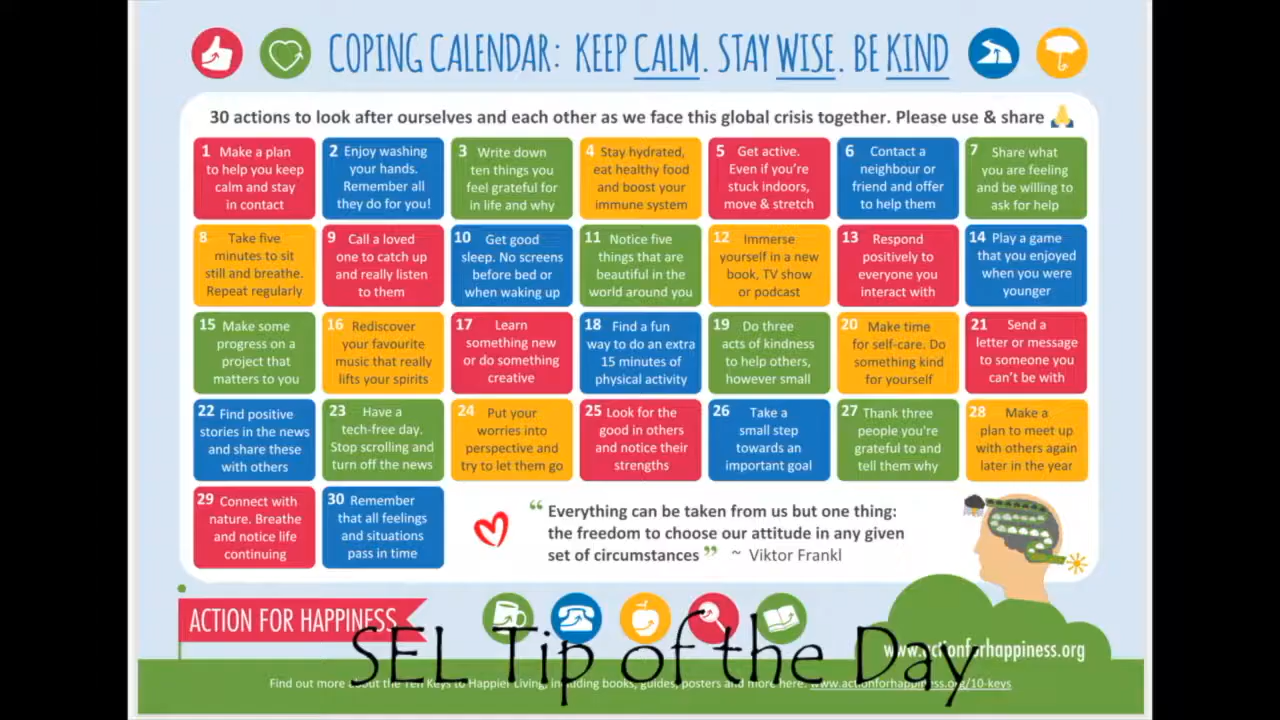 COPING CALENDAR: KEEP CALM. STAY WISE. BE KIND
30 actions to look after ourselves and each other as we face this global crisis together. Please use & share
1 Make a plan
to help you keep
calm and stay
in contact
2 Enjoy washing
your hands.
Remember all
they do for you!
3 Write down
ten things you
feel grateful for
in life and why
4 Stay hydrated,
eat healthy food
and boost your
immune system
5 Get active.
Even if you're
stuck indoors,
move & stretch
6 Contact a
neighbour or
friend and offer
to help them
7 Share what
you are feeling
and be willing to
ask for help
8 Take five
minutes to sit
still and breathe.
Repeat regularly
9 Call a loved
one to catch up
and really listen
to them
10 Get good
sleep. No screens
before bed or
when waking up
11 Notice five
things that are
beautiful in the
world around you
12 Immerse
yourself in a new
book, TV show
or podcast
13 Respond
positively to
everyone you
interact with
14 Play a game
that you enjoyed
when you were
younger
15 Make some
progress on a
project that
matters to you
16 Rediscover
your favourite
music that really
lifts your spirits
17 Learn
something new
or do something
creative
18 Find a fun
way to do an extra
15 minutes of
physical activity
19 Do three
acts of kindness
to help others,
however small
20 Make time
for self-care. Do
something kind
for yourself
21 Send a
letter or message
to someone you
can't be with
22 Find positive
stories in the news
and share these
with others
23 Have a
tech-free day.
Stop scrolling and
turn off the news
24 Put your
worries into
perspective and
try to let them go
25 Look for the
good in others
and notice their
strengths
26 Take a
small step
towards an
important goal
27 Thank three
people you're
grateful to and
tell them why
28 Make a
plan to meet up
with others again
later in the year
29 Connect with
nature. Breathe
and notice life
continuing
30 Remember
that all feelings
and situations
pass in time
“ Everything can be taken from us but one thing:
the freedom to choose our attitude in any given
set of circumstances ” ~ Viktor Frankl
ACTION FOR HAPPINESS
SEL Tip of the Day
www.actionforhappiness.org
Find out more about the Ten Keys to Happier Living, including books, guides, posters and more here: www.actionforhappiness.org/10-keys